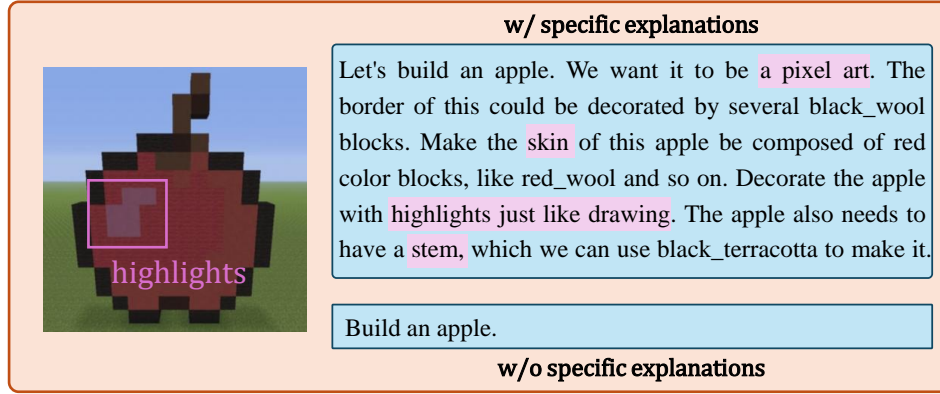 w/ specific explanations
Let's build an apple. We want it to be a pixel art. The
border of this could be decorated by several black_wool
blocks. Make the skin of this apple be composed of red
color blocks, like red_wool and so on. Decorate the apple
with highlights just like drawing. The apple also needs to
have a stem, which we can use black_terracotta to make it.
highlights
Build an apple.
w/o specific explanations